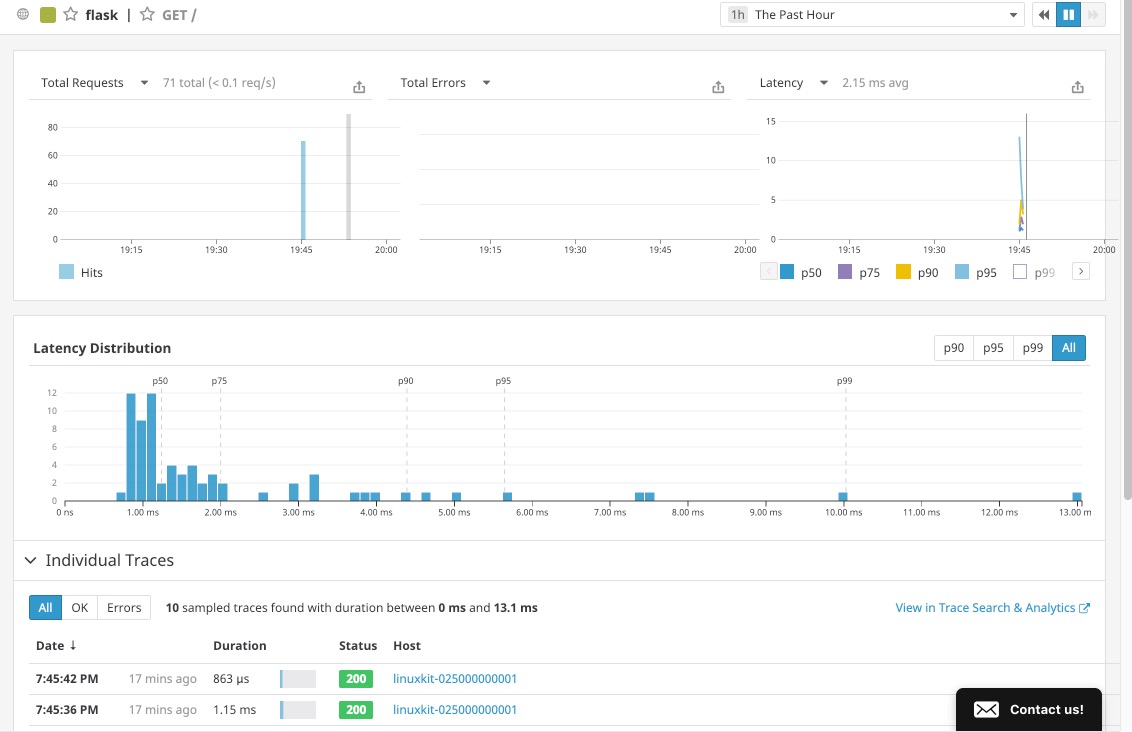 flask | GET /
1h The Past Hour
Total Requests 71 total (< 0.1 req/s)
Total Errors
Latency 2.15 ms avg
80
60
40
20
0
19:15 19:30 19:45 20:00
Hits
19:15 19:30 19:45 20:00
15
10
5
0
19:15 19:30 19:45 20:00
p50 p75 p90 p95 p99
Latency Distribution
p90 p95 p99 All
p50 p75 p90 p95 p99
12
10
8
6
4
2
0
0 ns 1.00 ms 2.00 ms 3.00 ms 4.00 ms 5.00 ms 6.00 ms 7.00 ms 8.00 ms 9.00 ms 10.00 ms 11.00 ms 12.00 ms 13.00 m
Individual Traces
All OK Errors 10 sampled traces found with duration between 0 ms and 13.1 ms
View in Trace Search & Analytics
Date ↓ Duration Status Host
7:45:42 PM 17 mins ago 863 μs 200 linuxkit-025000000001
7:45:36 PM 17 mins ago 1.15 ms 200 linuxkit-025000000001
Contact us!